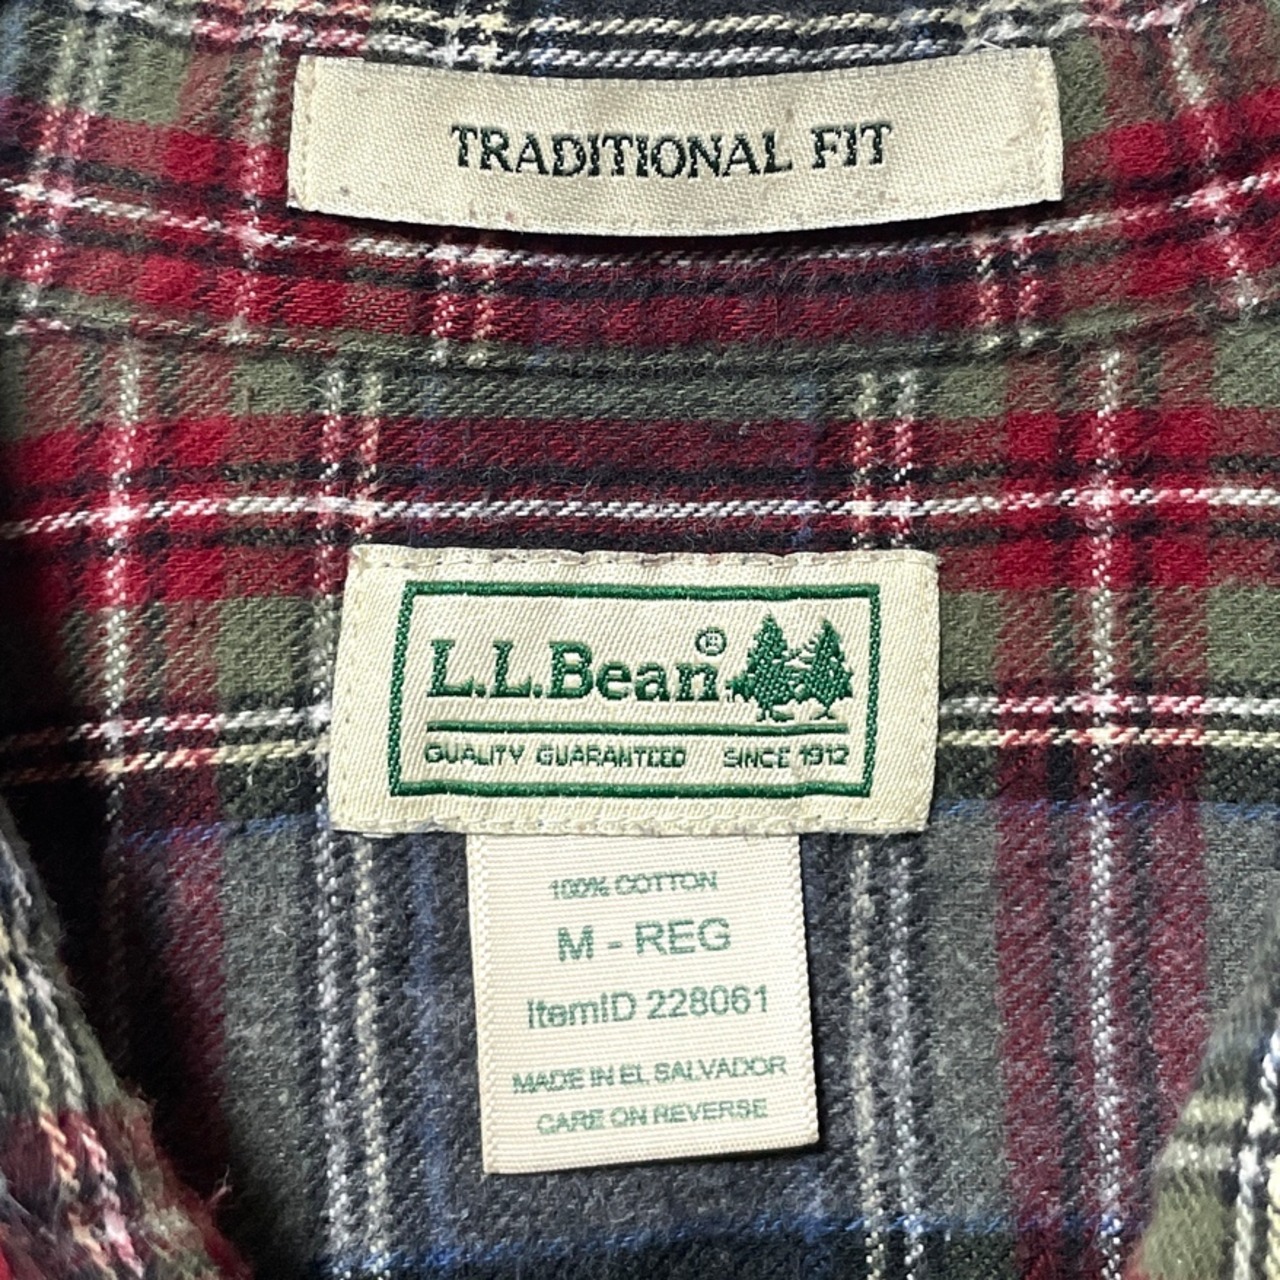 TRADITIONAL FIT
L.L.Bean®
QUALITY GUARANTEED SINCE 1912
100% COTTON
M - REG
ItemID 228061
MADE IN EL SALVADOR
CARE ON REVERSE